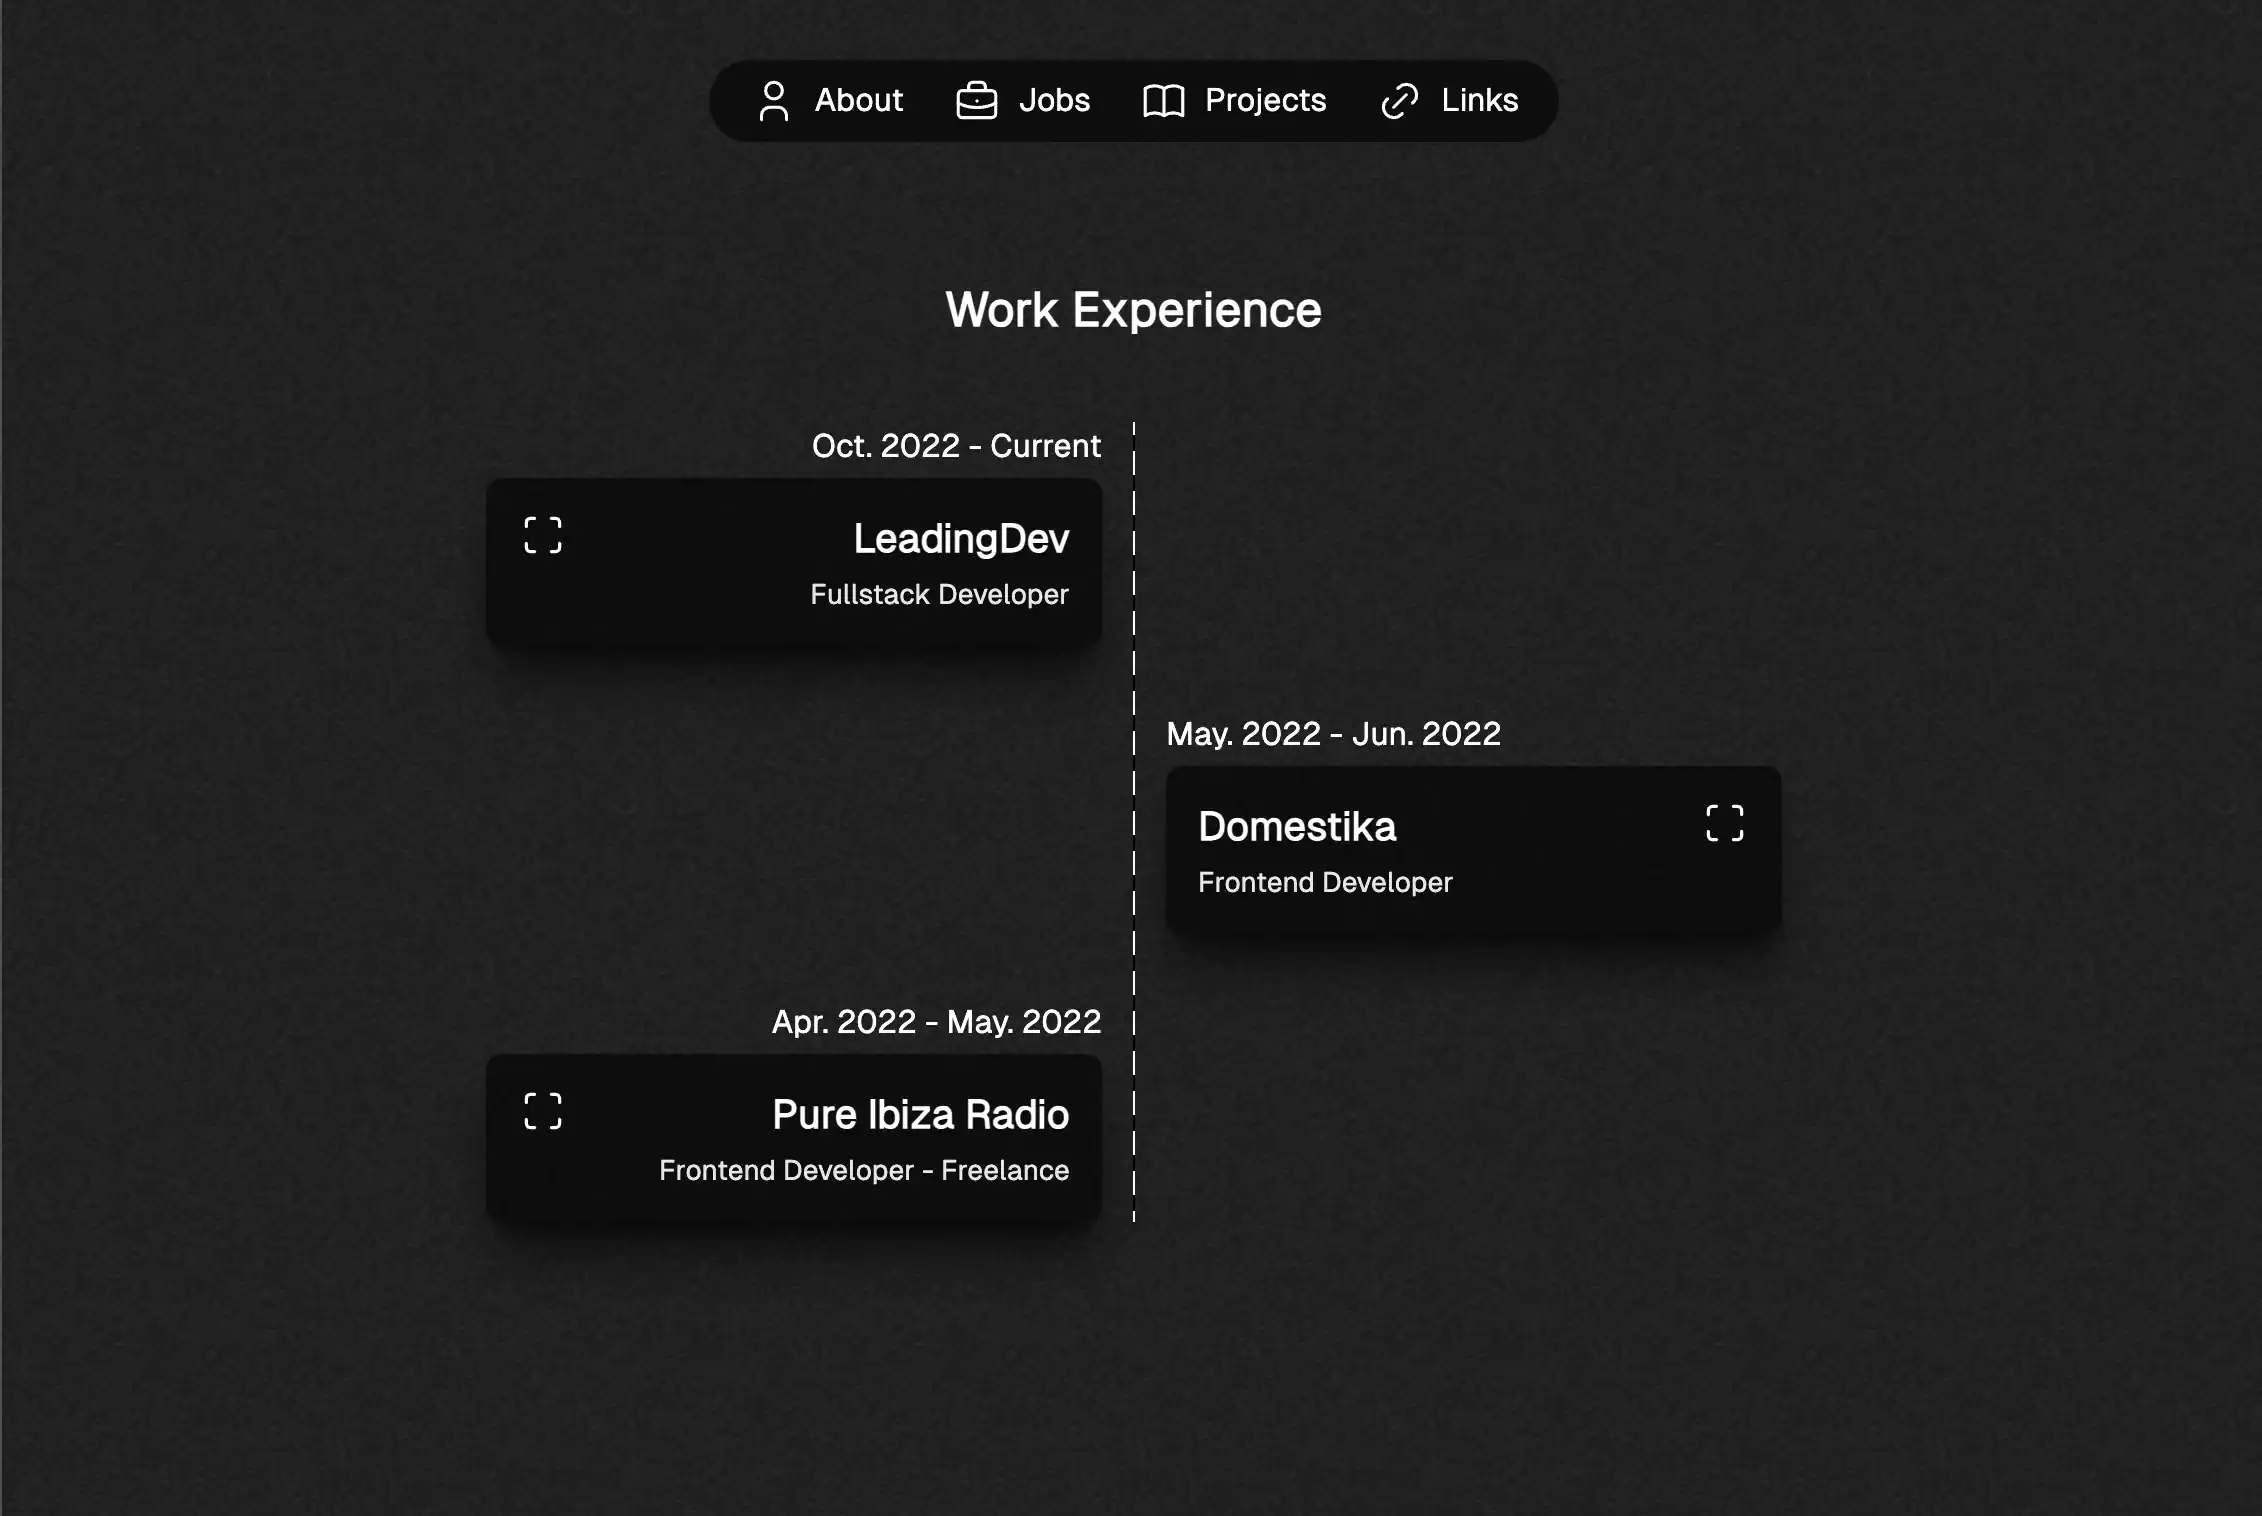 About Jobs Projects Links
Work Experience
Oct. 2022 - Current
LeadingDev
Fullstack Developer
May. 2022 - Jun. 2022
Domestika
Frontend Developer
Apr. 2022 - May. 2022
Pure Ibiza Radio
Frontend Developer - Freelance